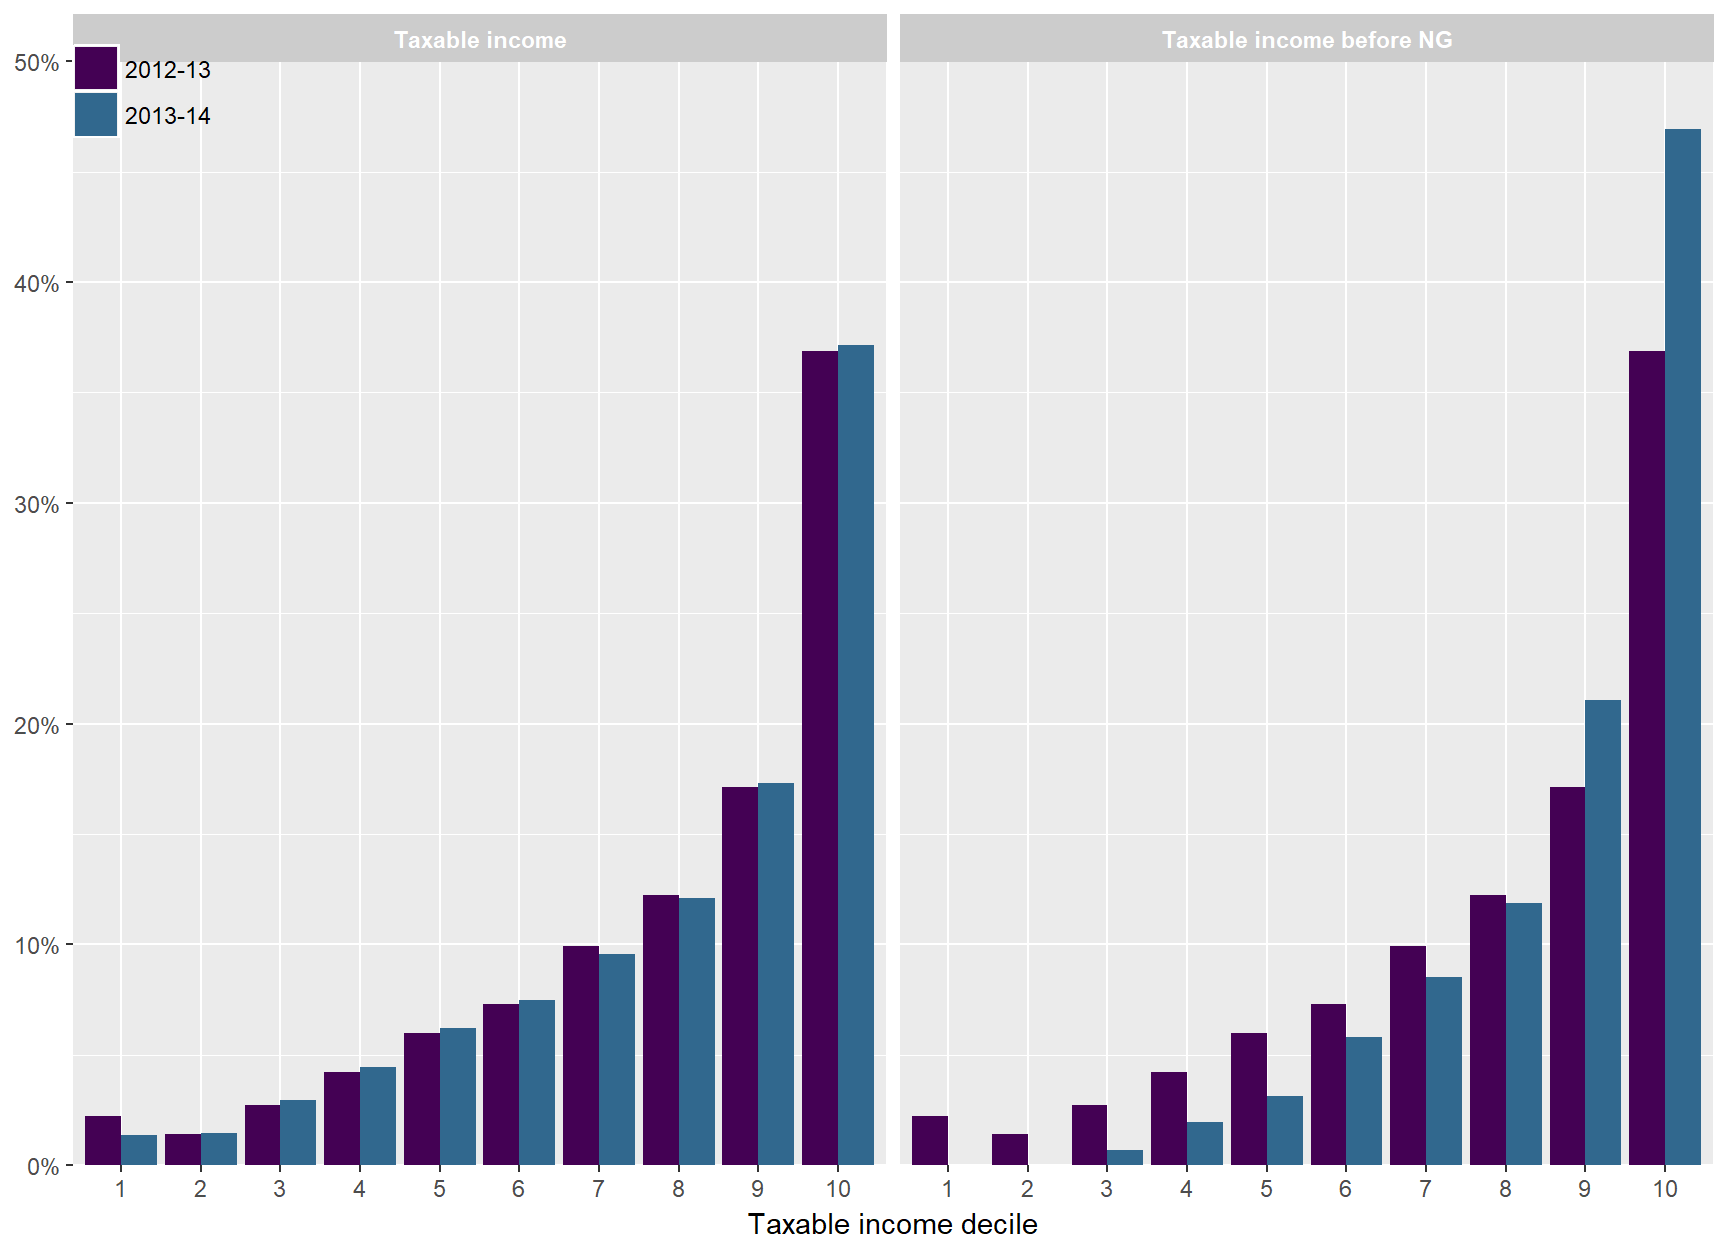 Taxable income
Taxable income before NG
2012-13
2013-14
50%
40%
30%
20%
10%
0%
1 2 3 4 5 6 7 8 9 10
1 2 3 4 5 6 7 8 9 10
Taxable income decile